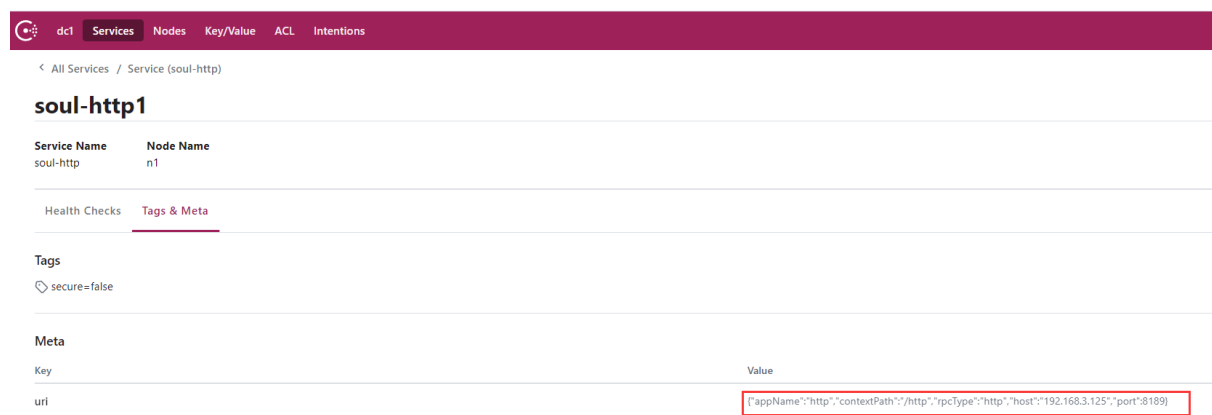 dc1 Services Nodes Key/Value ACL Intentions
< All Services / Service (soul-http)
soul-http1
Service Name Node Name
soul-http n1
Health Checks Tags & Meta
Tags
secure=false
Meta
Key Value
uri {"appName":"http","contextPath":"/http","rpcType":"http","host":"192.168.3.125","port":8189}